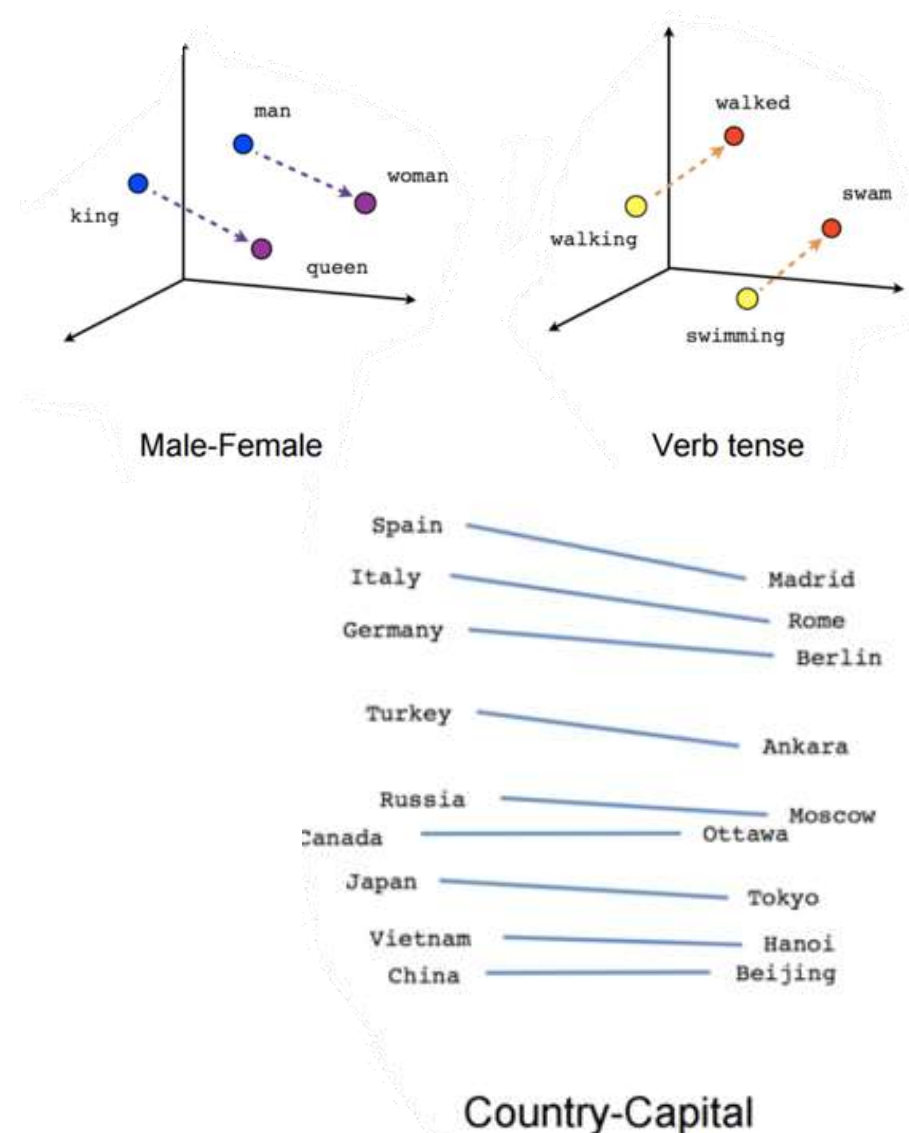 man
woman
king
queen
Male-Female
walked
swam
walking
swimming
Verb tense
Spain Madrid
Italy Rome
Germany Berlin
Turkey Ankara
Russia Moscow
Canada Ottawa
Japan Tokyo
Vietnam Hanoi
China Beijing
Country-Capital